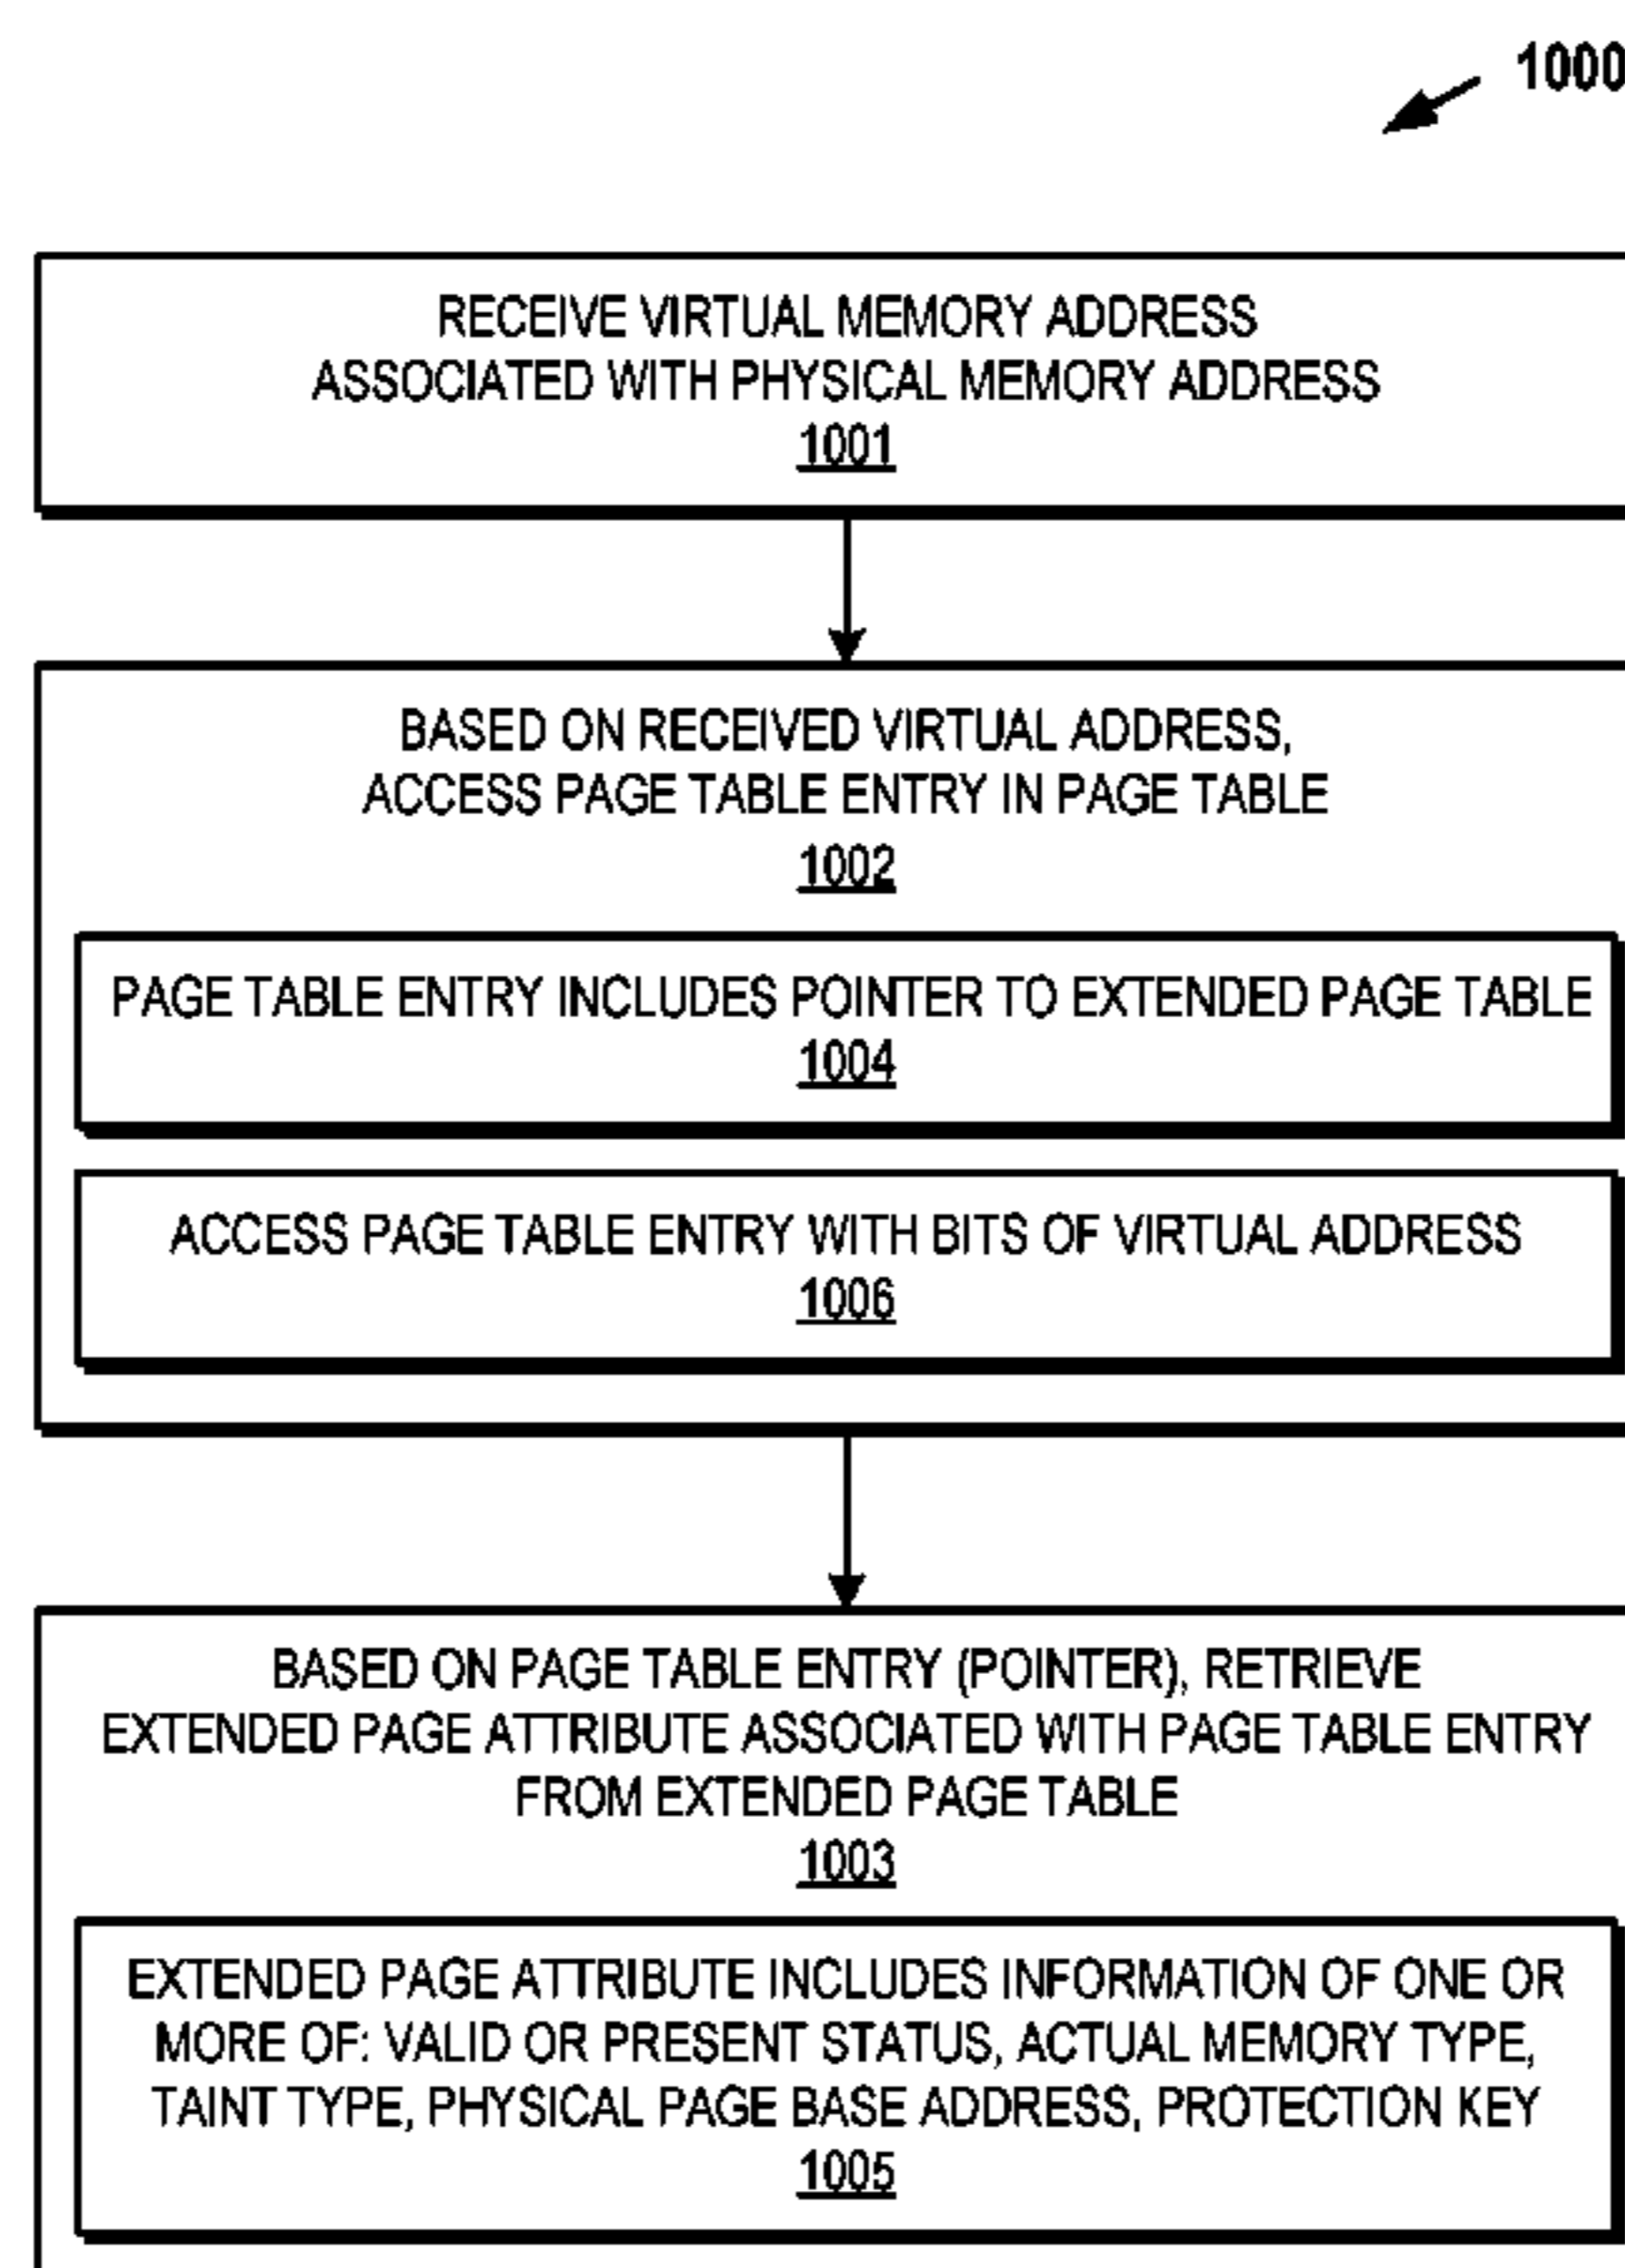 1000
RECEIVE VIRTUAL MEMORY ADDRESS
ASSOCIATED WITH PHYSICAL MEMORY ADDRESS
1001
BASED ON RECEIVED VIRTUAL ADDRESS,
ACCESS PAGE TABLE ENTRY IN PAGE TABLE
1002
PAGE TABLE ENTRY INCLUDES POINTER TO EXTENDED PAGE TABLE
1004
ACCESS PAGE TABLE ENTRY WITH BITS OF VIRTUAL ADDRESS
1006
BASED ON PAGE TABLE ENTRY (POINTER), RETRIEVE
EXTENDED PAGE ATTRIBUTE ASSOCIATED WITH PAGE TABLE ENTRY
FROM EXTENDED PAGE TABLE
1003
EXTENDED PAGE ATTRIBUTE INCLUDES INFORMATION OF ONE OR
MORE OF: VALID OR PRESENT STATUS, ACTUAL MEMORY TYPE,
TAINT TYPE, PHYSICAL PAGE BASE ADDRESS, PROTECTION KEY
1005